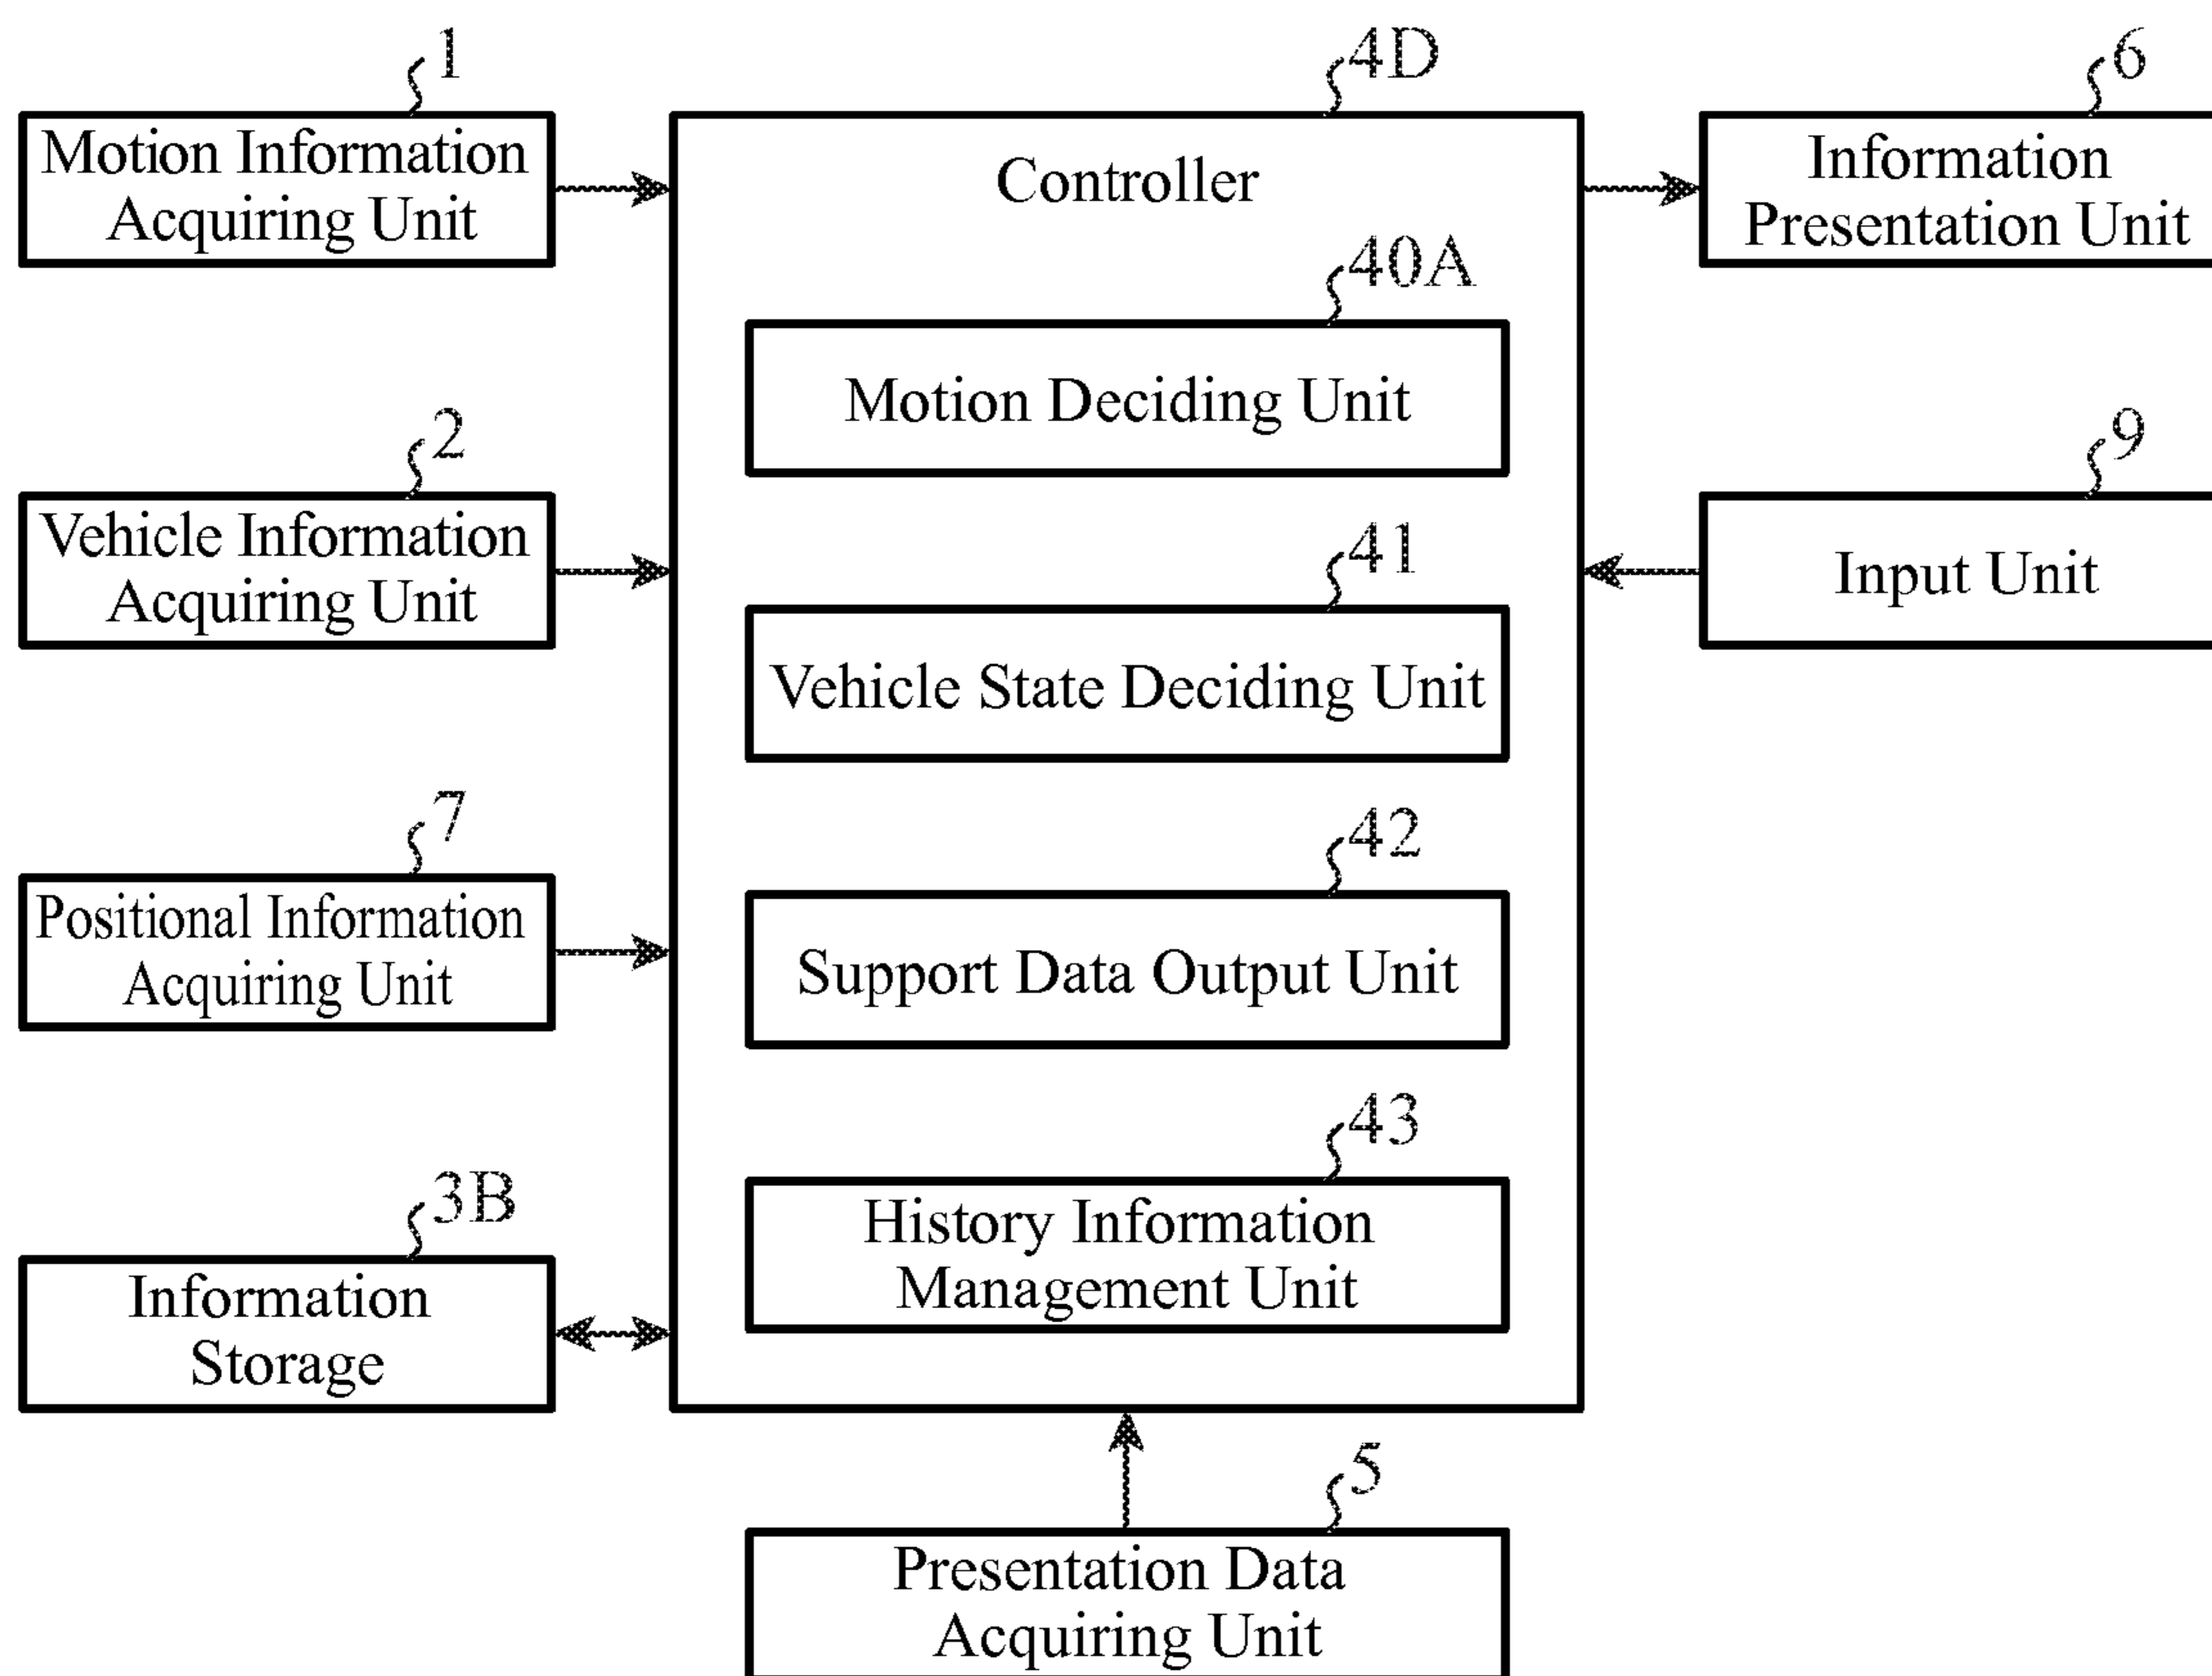 1
Motion Information
Acquiring Unit
2
Vehicle Information
Acquiring Unit
7
Positional Information
Acquiring Unit
3B
Information
Storage
4D
Controller
40A
Motion Deciding Unit
41
Vehicle State Deciding Unit
42
Support Data Output Unit
43
History Information
Management Unit
5
Presentation Data
Acquiring Unit
6
Information
Presentation Unit
9
Input Unit